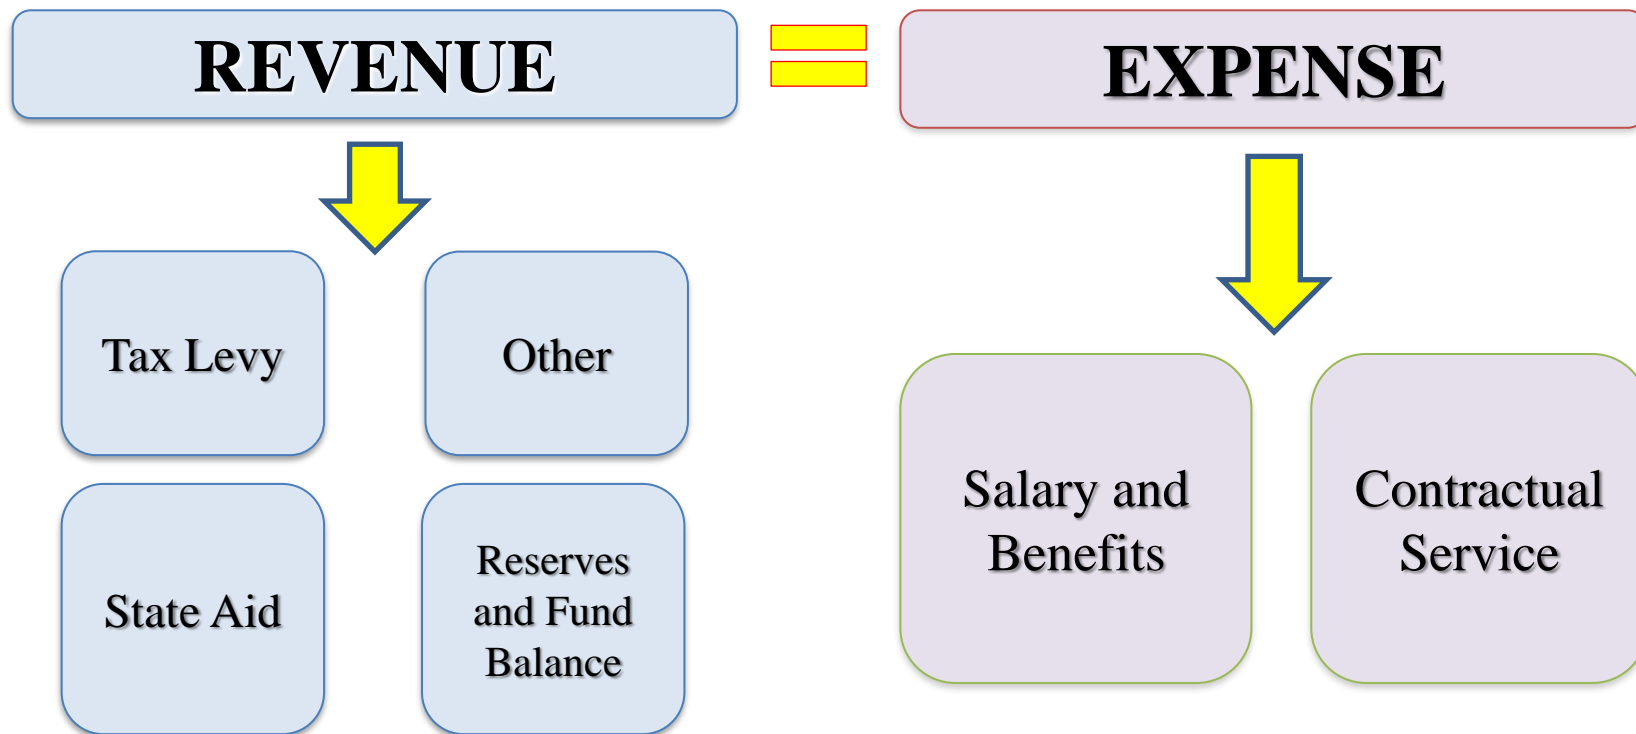 REVENUE
EXPENSE
Tax Levy
Other
State Aid
Reserves
and Fund
Balance
Salary and
Benefits
Contractual
Service